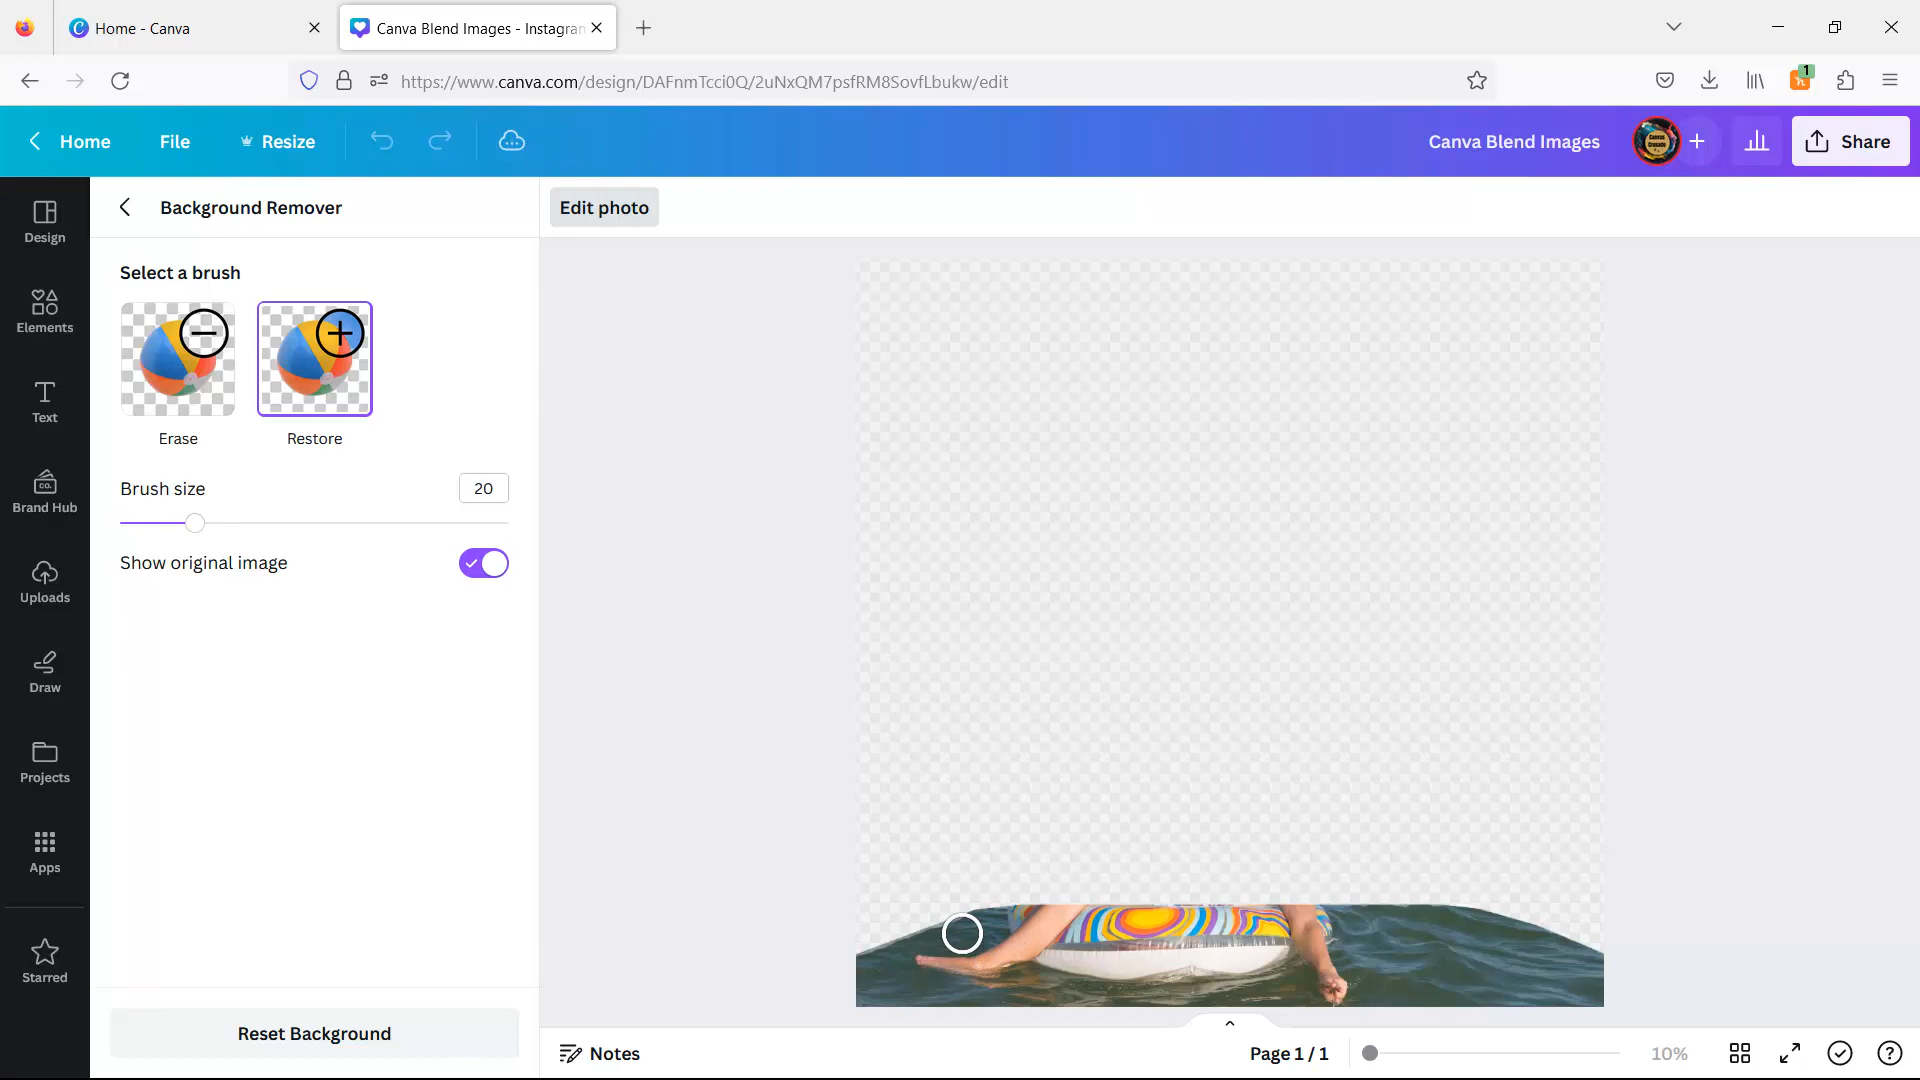 Home - Canva
Canva Blend Images - Instagran
https://www.canva.com/design/DAFnmTcci0Q/2uNxQM7psfRM8SovfLbukw/edit
1
Home
File
Resize
Canva Blend Images
Share
Design
Elements
Text
Brand Hub
Uploads
Draw
Projects
Apps
Starred
Background Remover
Edit photo
Select a brush
Erase
Restore
Brush size
20
Show original image
Reset Background
Notes
Page 1 / 1
10%